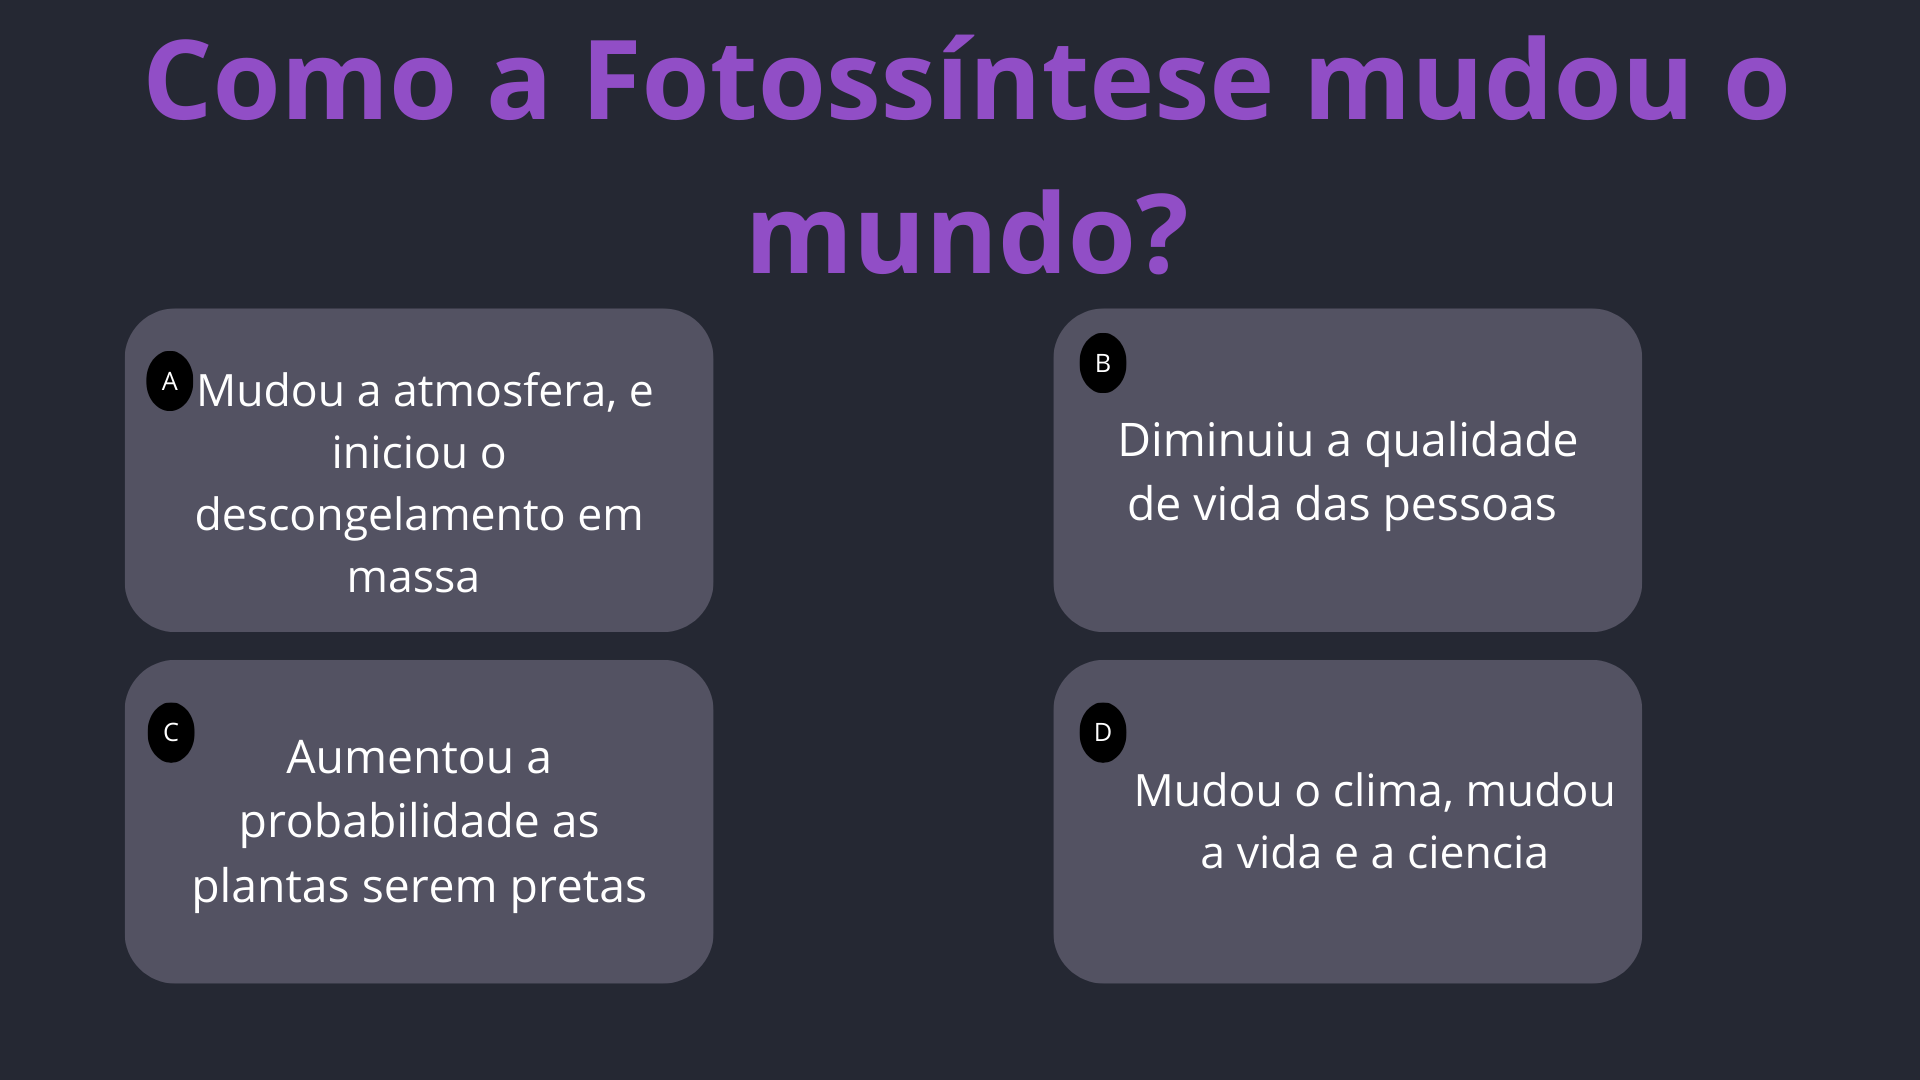 Como a Fotossíntese mudou o
mundo?
A
Mudou a atmosfera, e
iniciou o
descongelamento em
massa
B
Diminuiu a qualidade
de vida das pessoas
C
Aumentou a
probabilidade as
plantas serem pretas
D
Mudou o clima, mudou
a vida e a ciencia